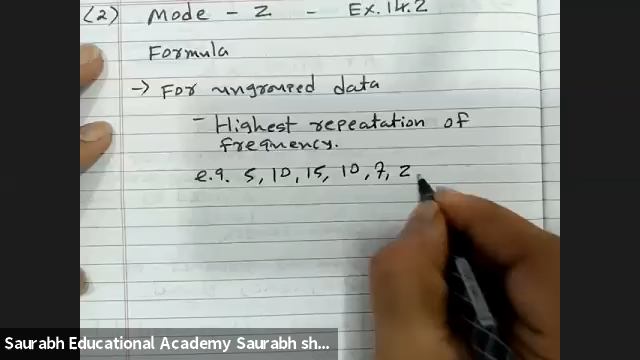 (2) Mode - Z - Ex. 14.2
Formula
→ For ungrouped data
- Highest repeatation of
frequency.
e.g. 5, 10, 15, 10, 7, 2
Saurabh Educational Academy Saurabh sh...